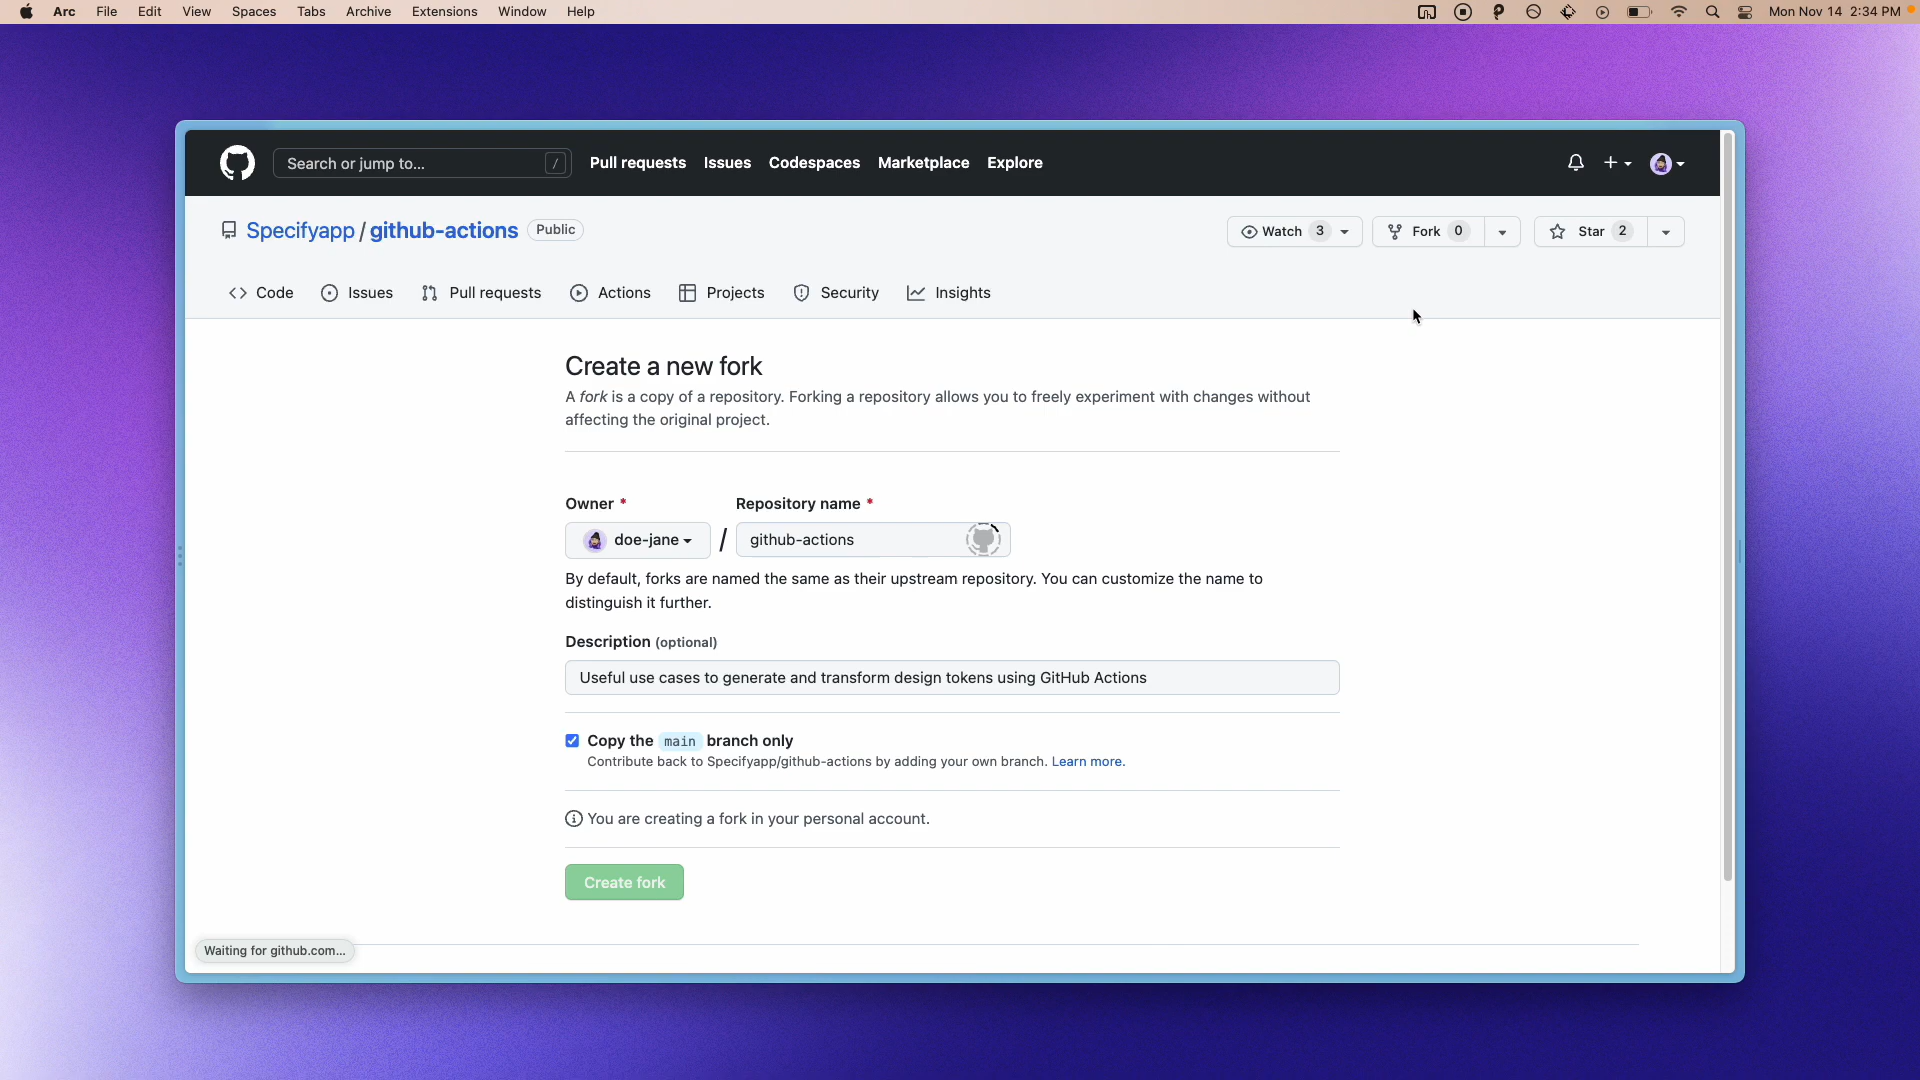 Arc File Edit View Spaces Tabs Archive Extensions Window Help Mon Nov 14 2:34 PM
Search or jump to... / Pull requests Issues Codespaces Marketplace Explore
Specifyapp / github-actions Public Watch 3 Fork 0 Star 2
Code Issues Pull requests Actions Projects Security Insights
Create a new fork
A fork is a copy of a repository. Forking a repository allows you to freely experiment with changes without
affecting the original project.
Owner * Repository name *
doe-jane / github-actions
By default, forks are named the same as their upstream repository. You can customize the name to
distinguish it further.
Description (optional)
Useful use cases to generate and transform design tokens using GitHub Actions
Copy the main branch only
Contribute back to Specifyapp/github-actions by adding your own branch. Learn more.
You are creating a fork in your personal account.
Create fork
Waiting for github.com...